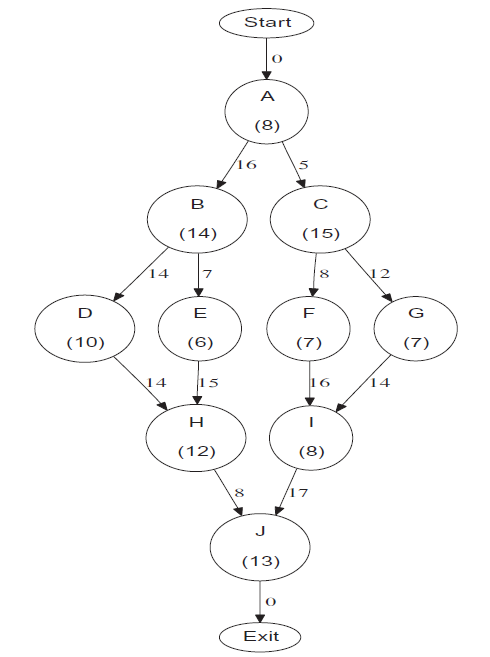 Start
0
A
(8)
16
5
B
(14)
C
(15)
14
7
8
12
D
(10)
E
(6)
F
(7)
G
(7)
14
15
16
14
H
(12)
I
(8)
8
17
J
(13)
0
Exit